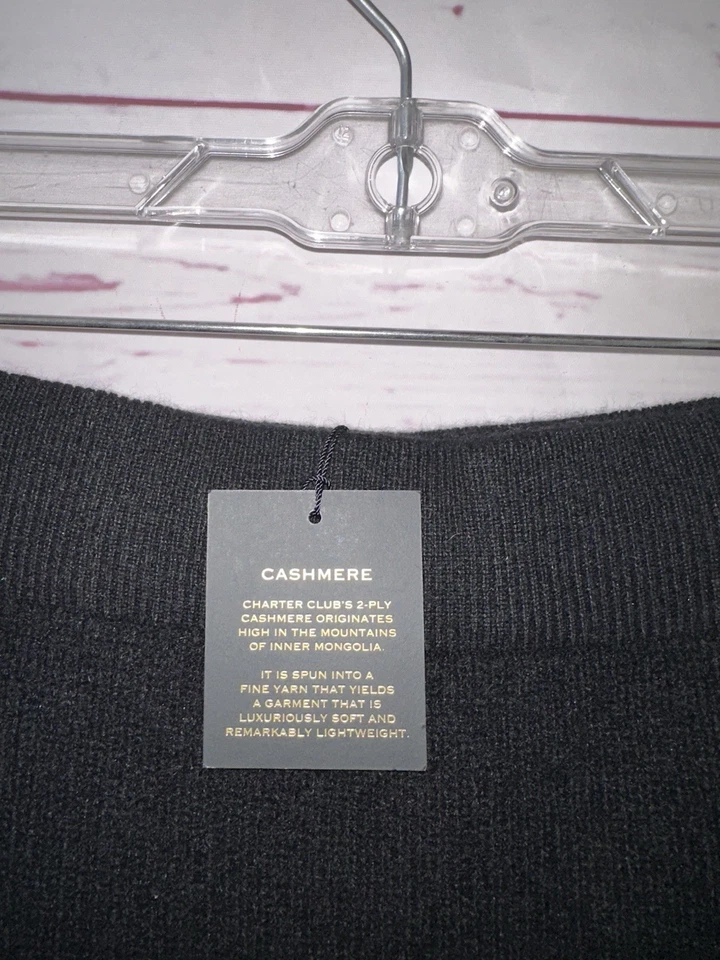 CASHMERE
CHARTER CLUB'S 2-PLY
CASHMERE ORIGINATES
HIGH IN THE MOUNTAINS
OF INNER MONGOLIA.
IT IS SPUN INTO A
FINE YARN THAT YIELDS
A GARMENT THAT IS
LUXURIOUSLY SOFT AND
REMARKABLY LIGHTWEIGHT.